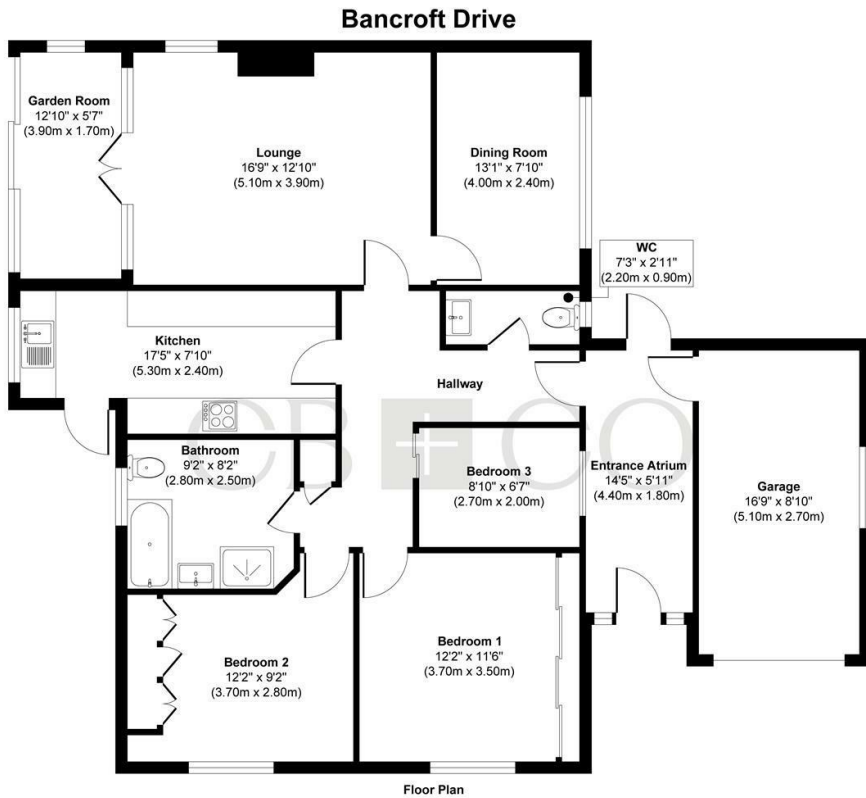 Bancroft Drive
Garden Room
12'10" x 5'7"
(3.90m x 1.70m)
Lounge
16'9" x 12'10"
(5.10m x 3.90m)
Dining Room
13'1" x 7'10"
(4.00m x 2.40m)
WC
7'3" x 2'11"
(2.20m x 0.90m)
Kitchen
17'5" x 7'10"
(5.30m x 2.40m)
Hallway
CB+CO
Bathroom
9'2" x 8'2"
(2.80m x 2.50m)
Bedroom 3
8'10" x 6'7"
(2.70m x 2.00m)
Entrance Atrium
14'5" x 5'11"
(4.40m x 1.80m)
Garage
16'9" x 8'10"
(5.10m x 2.70m)
Bedroom 2
12'2" x 9'2"
(3.70m x 2.80m)
Bedroom 1
12'2" x 11'6"
(3.70m x 3.50m)
Floor Plan